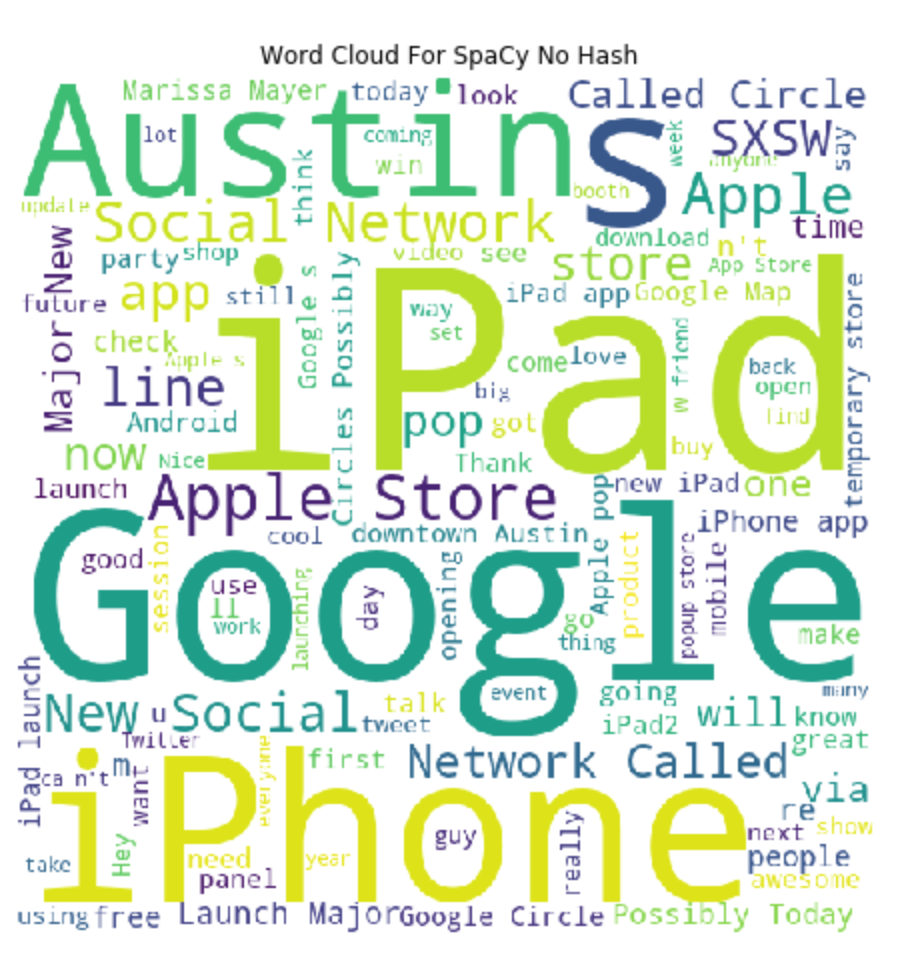 Word Cloud For SpaCy No Hash
Marissa Mayer
today
look
Called Circle
Austin
lot
coming
win
think
s
week
SXSW
anyone
say
booth
Apple
update
Social Network
time
download
n't
New
party
shop
video
see
store
App Store
Major
future
app
still
Google s
Circles Possibly
iPad
way
set
iPad app
Google Map
temporary store
check
Apple s
come
love
w friend
back
open
find
line
big
Android
pop
got
now
Nice
Thank
buy
launch
Apple Store
new iPad
one
iPhone app
Google
good
session
cool
downtown Austin
Apple pop
product
popup store
mobile
use
ll
work
launching
day
opening
go
thing
make
iPad launch
event
going
many
New Social
u
talk
tweet
iPad2
will
know
great
Twitter
ca n't
m
want
everyone
first
Network Called
via
re
iPhone
Hey
guy
really
next
show
take
need
year
people
panel
awesome
using
free
Launch Major
Google Circle
Possibly Today